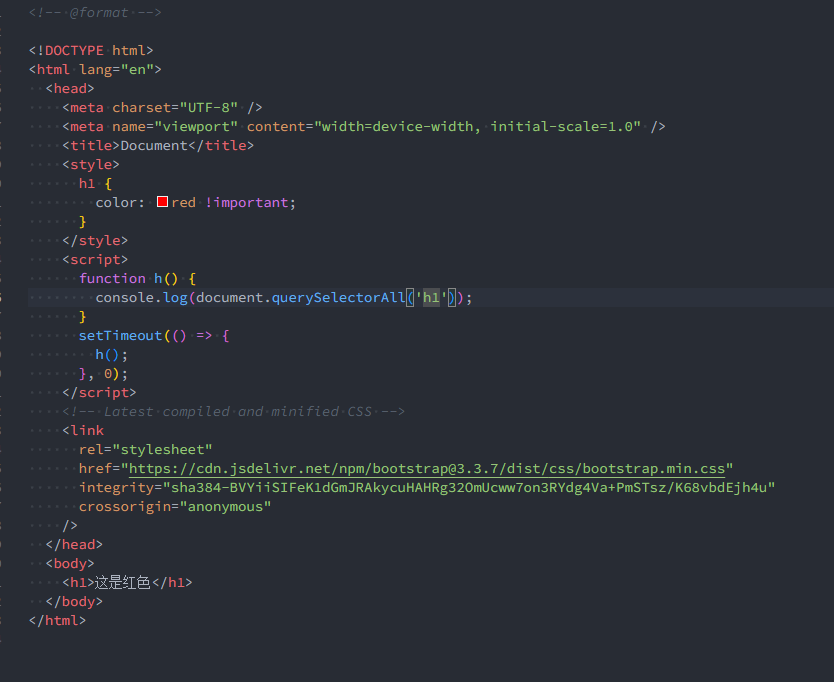 <!-- @format -->
<!DOCTYPE html>
<html lang="en">
<head>
<meta charset="UTF-8" />
<meta name="viewport" content="width=device-width, initial-scale=1.0" />
<title>Document</title>
<style>
h1 {
color: red !important;
}
</style>
<script>
function h() {
console.log(document.querySelectorAll('h1'));
}
setTimeout(() => {
h();
}, 0);
</script>
<!-- Latest compiled and minified CSS -->
<link
rel="stylesheet"
href="https://cdn.jsdelivr.net/npm/bootstrap@3.3.7/dist/css/bootstrap.min.css"
integrity="sha384-BVYiiSIFeK1dGmJRAkycuHAHRg32OmUcww7on3RYdg4Va+PmSTsz/K68vbdEjh4u"
crossorigin="anonymous"
/>
</head>
<body>
<h1>这是红色</h1>
</body>
</html>